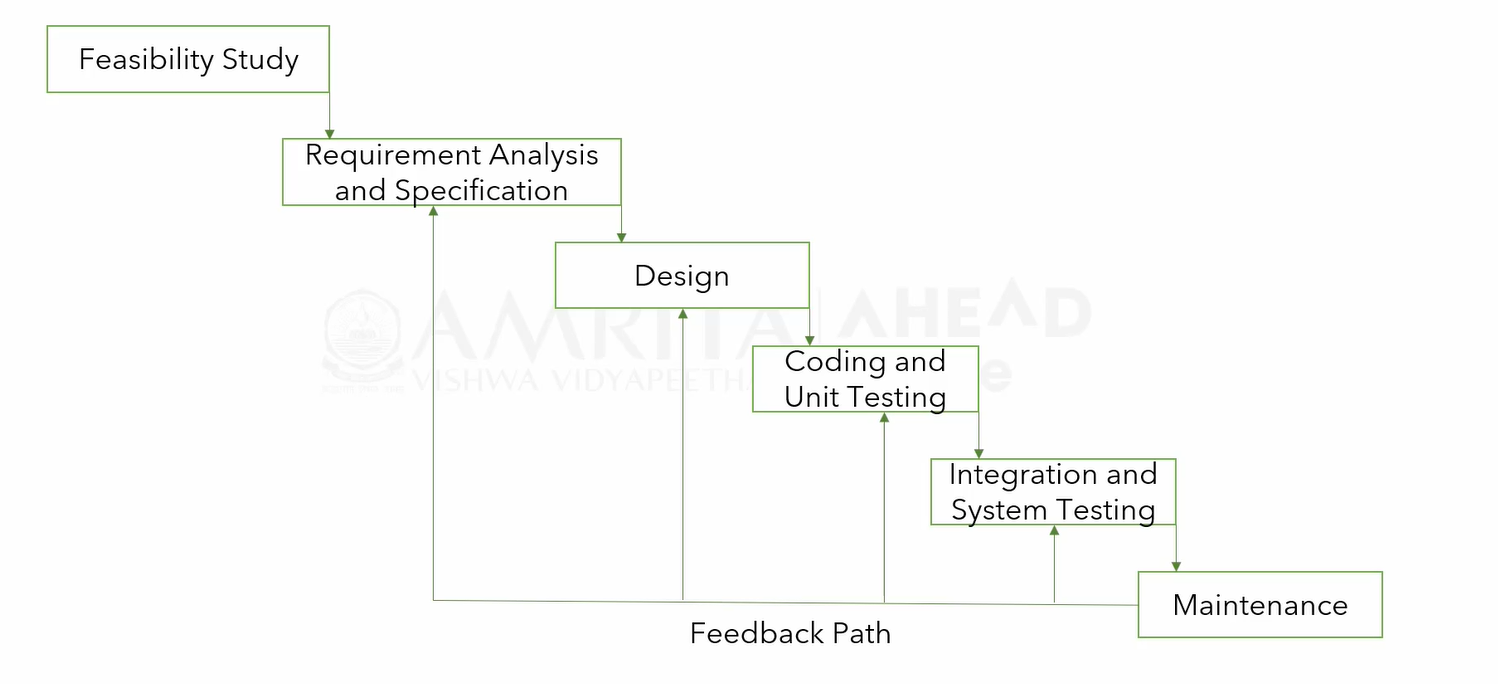 Feasibility Study
Requirement Analysis
and Specification
Design
AMRITA
AHEAD
VISHWA VIDYAPEETHAM
Coding and
Unit Testing
Integration and
System Testing
Maintenance
Feedback Path